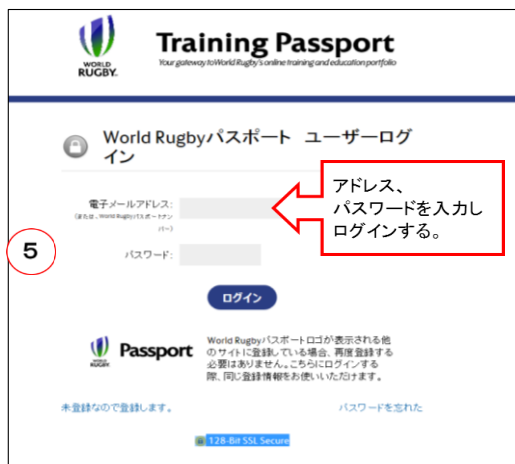 WORLD
RUGBY.
Training Passport
Your gateway to World Rugby's online training and education portfolio
World Rugbyパスポート　ユーザーログ
イン
電子メールアドレス:
(または、World Rugbyパスポートナン
バー)
アドレス、
パスワードを入力し
ログインする。
⑤
パスワード:
ログイン
WORLD
RUGBY
Passport
World Rugbyパスポートロゴが表示される他
のサイトに登録している場合、再度登録する
必要はありません。こちらにログインする
際、同じ登録情報をお使いいただけます。
未登録なので登録します。
パスワードを忘れた
128-Bit SSL Secure